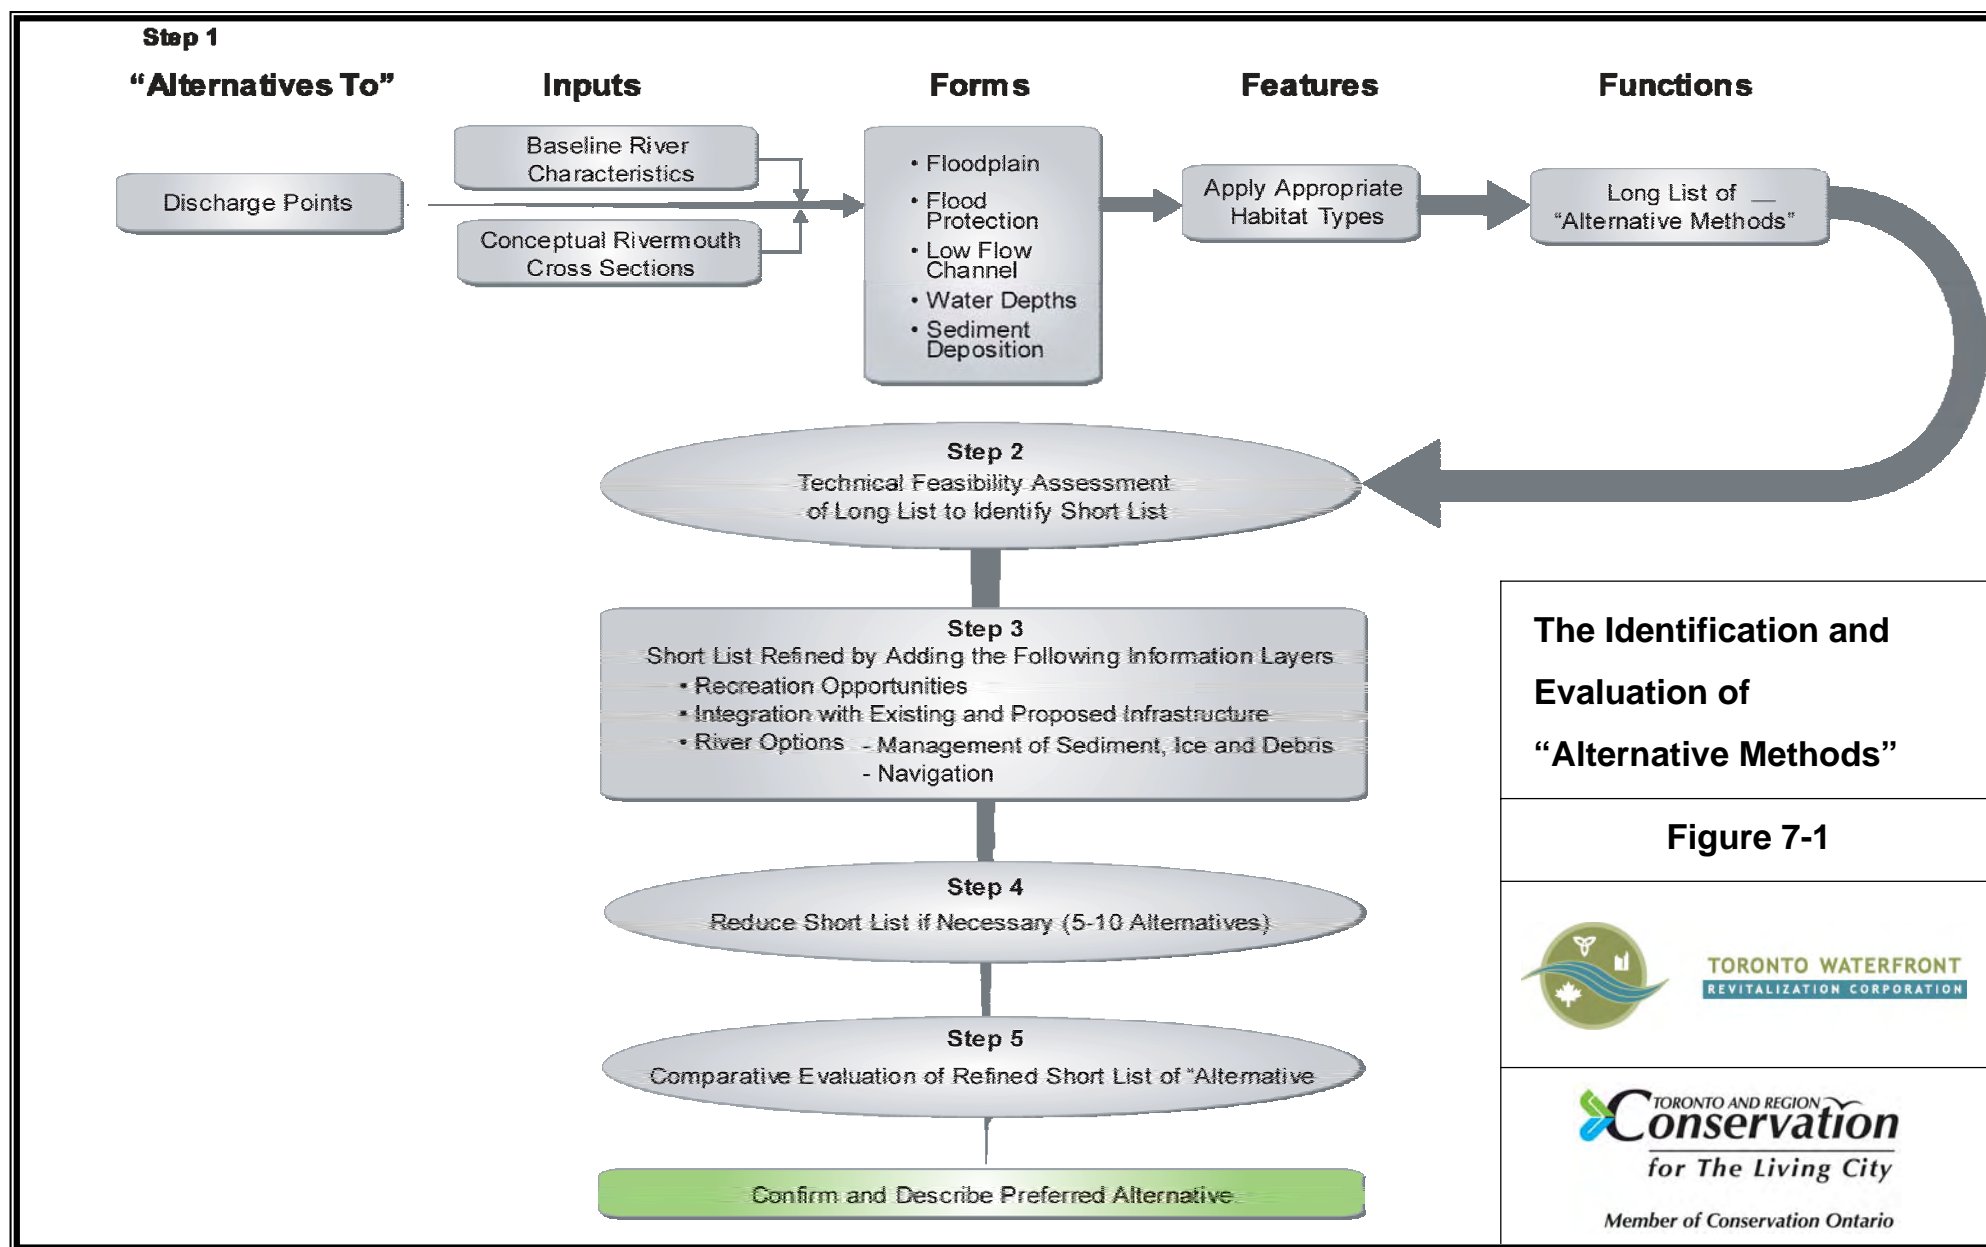 Step 1
“Alternatives To”
Inputs
Forms
Features
Functions
Discharge Points
Baseline River
Characteristics
Conceptual Rivermouth
Cross Sections
• Floodplain
• Flood
Protection
• Low Flow
Channel
• Water Depths
• Sediment
Deposition
Apply Appropriate
Habitat Types
Long List of __
“Alternative Methods”
Step 2
Technical Feasibility Assessment
of Long List to Identify Short List
Step 3
Short List Refined by Adding the Following Information Layers
• Recreation Opportunities
• Integration with Existing and Proposed Infrastructure
• River Options - Management of Sediment, Ice and Debris
- Navigation
Step 4
Reduce Short List if Necessary (5-10 Alternatives)
Step 5
Comparative Evaluation of Refined Short List of “Alternative
Confirm and Describe Preferred Alternative
The Identification and
Evaluation of
“Alternative Methods”
Figure 7-1
TORONTO WATERFRONT
REVITALIZATION CORPORATION
TORONTO AND REGION
Conservation
for The Living City
Member of Conservation Ontario